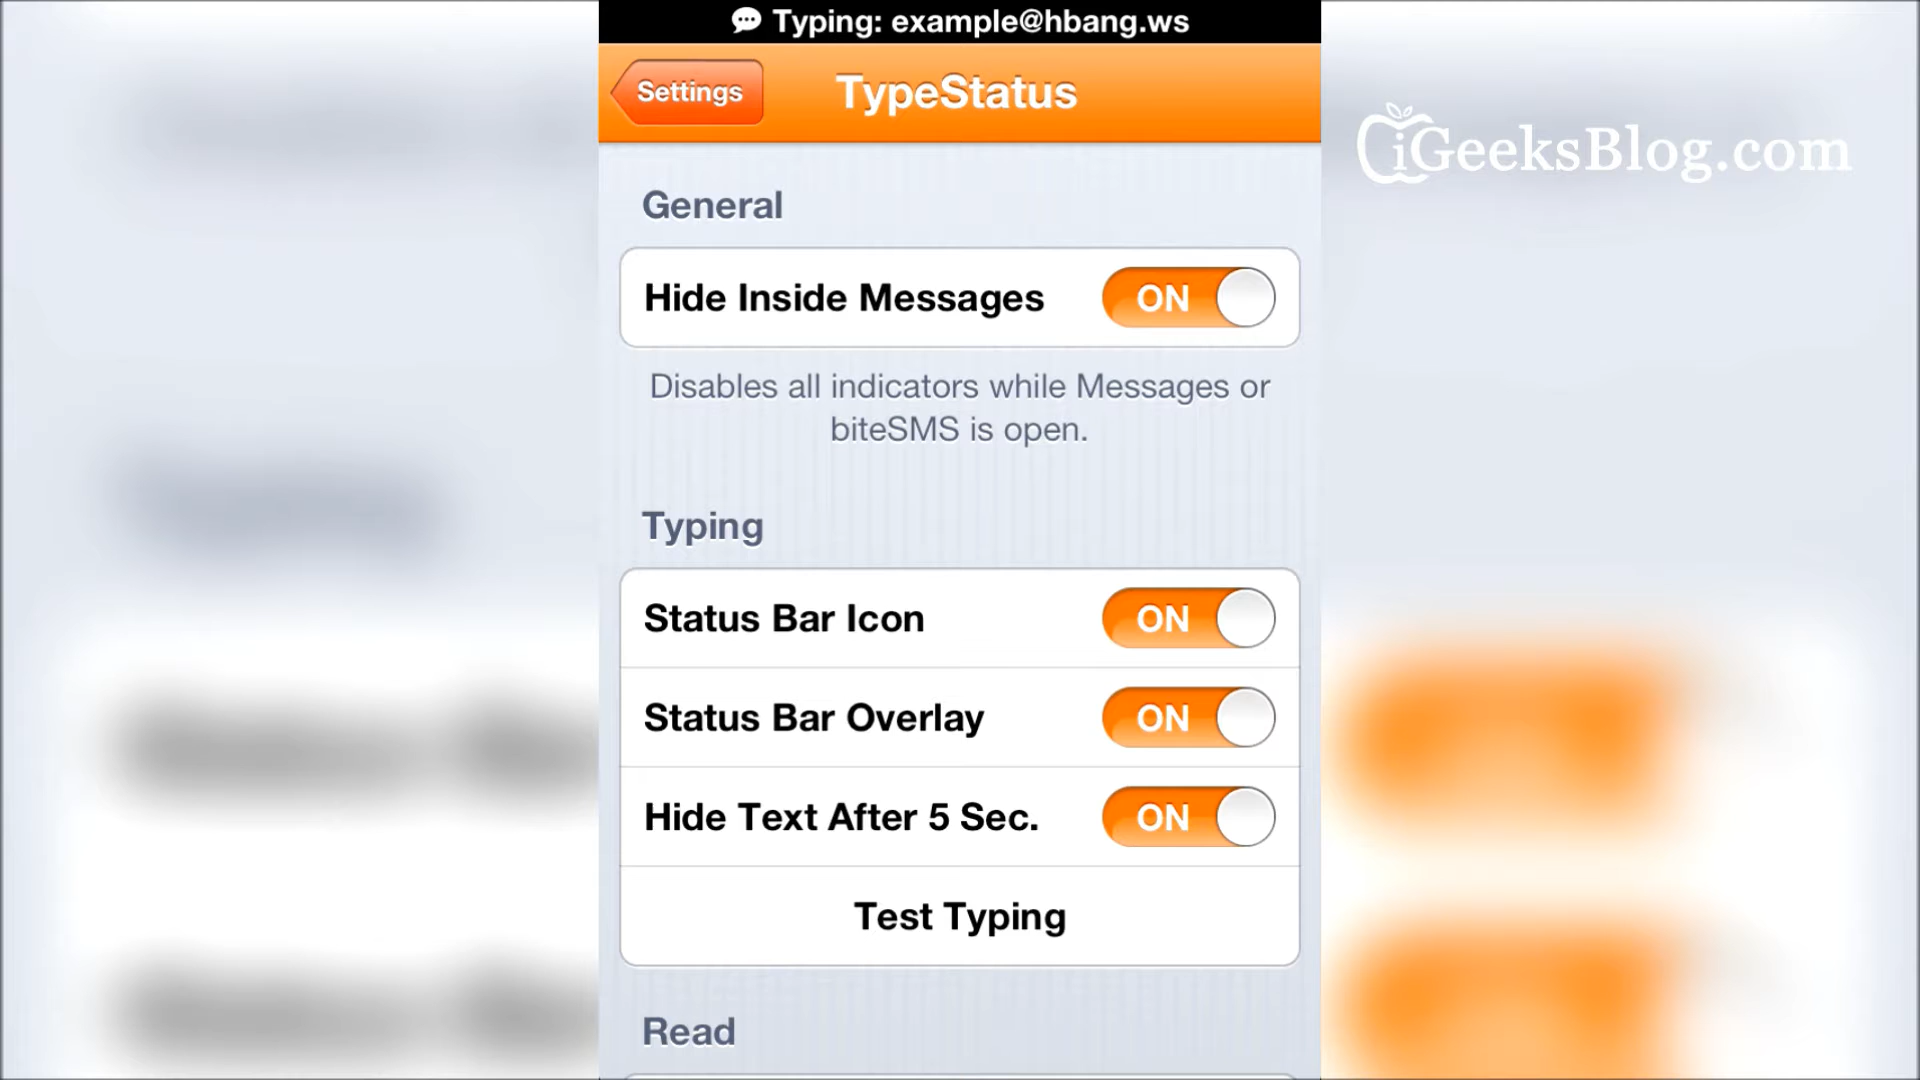 Typing: example@hbang.ws
Settings
TypeStatus
iGeeksBlog.com
General
Hide Inside Messages
ON
Disables all indicators while Messages or
biteSMS is open.
Typing
Status Bar Icon
ON
Status Bar Overlay
ON
Hide Text After 5 Sec.
ON
Test Typing
Read